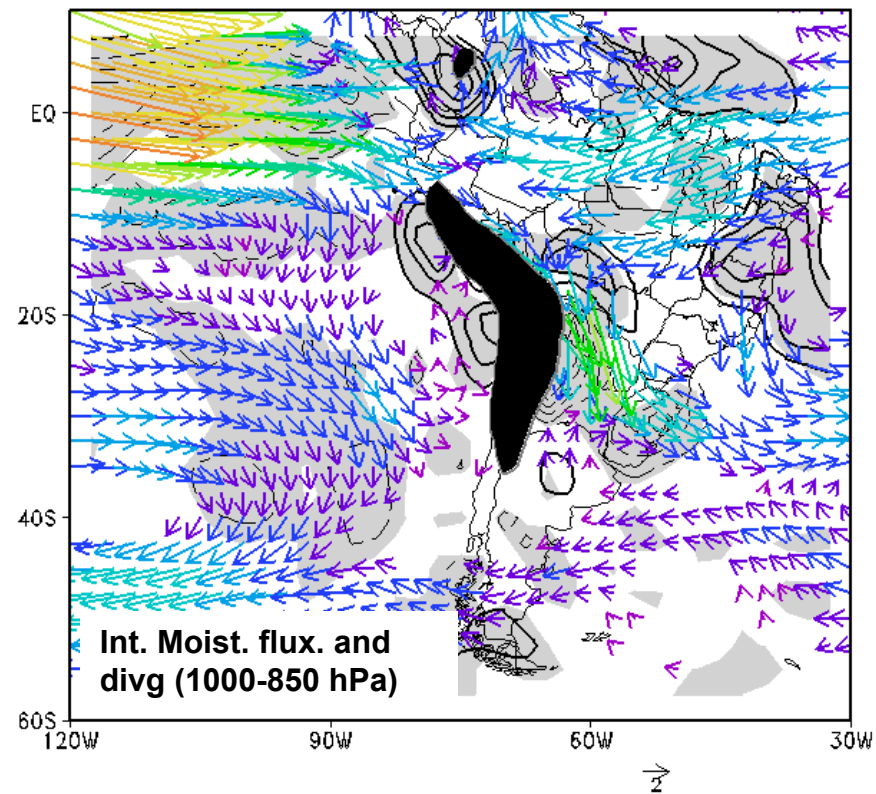 EQ
20S
40S
60S
120W
90W
60W
30W
Int. Moist. flux. and
divg (1000-850 hPa)
2